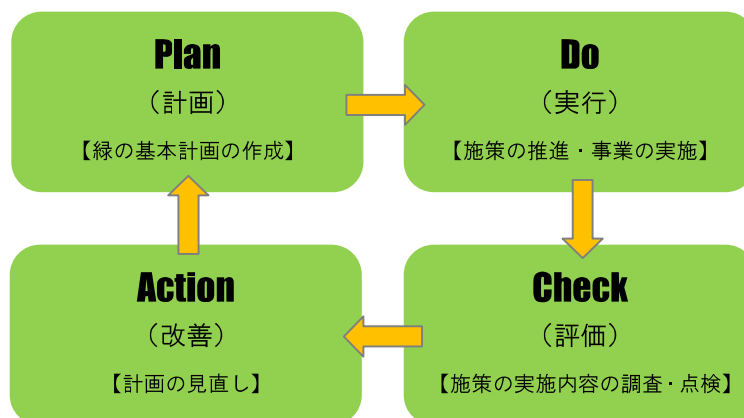 Plan
（計画）
【緑の基本計画の作成】
Do
（実行）
【施策の推進・事業の実施】
Action
（改善）
【計画の見直し】
Check
（評価）
【施策の実施内容の調査・点検】